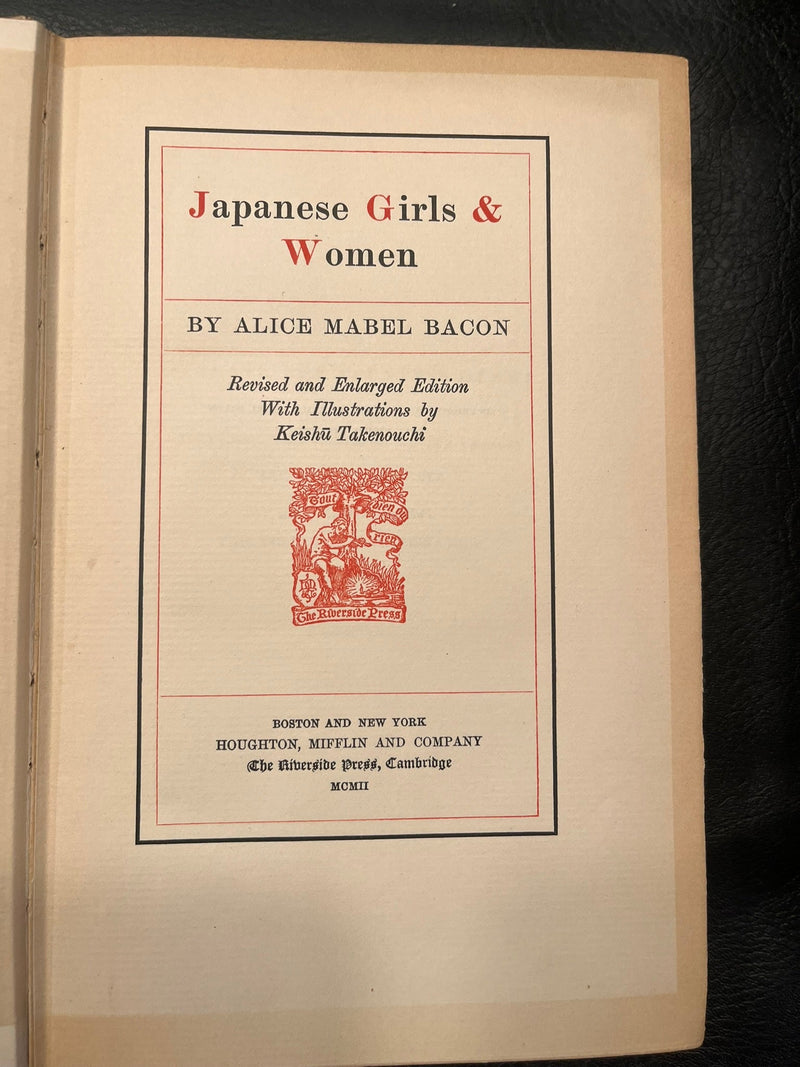 Japanese Girls &
Women
BY ALICE MABEL BACON
Revised and Enlarged Edition
With Illustrations by
Keishū Takenouchi
Tout bien ou
rien
The Riverside Press
BOSTON AND NEW YORK
HOUGHTON, MIFFLIN AND COMPANY
The Riverside Press, Cambridge
MCMII